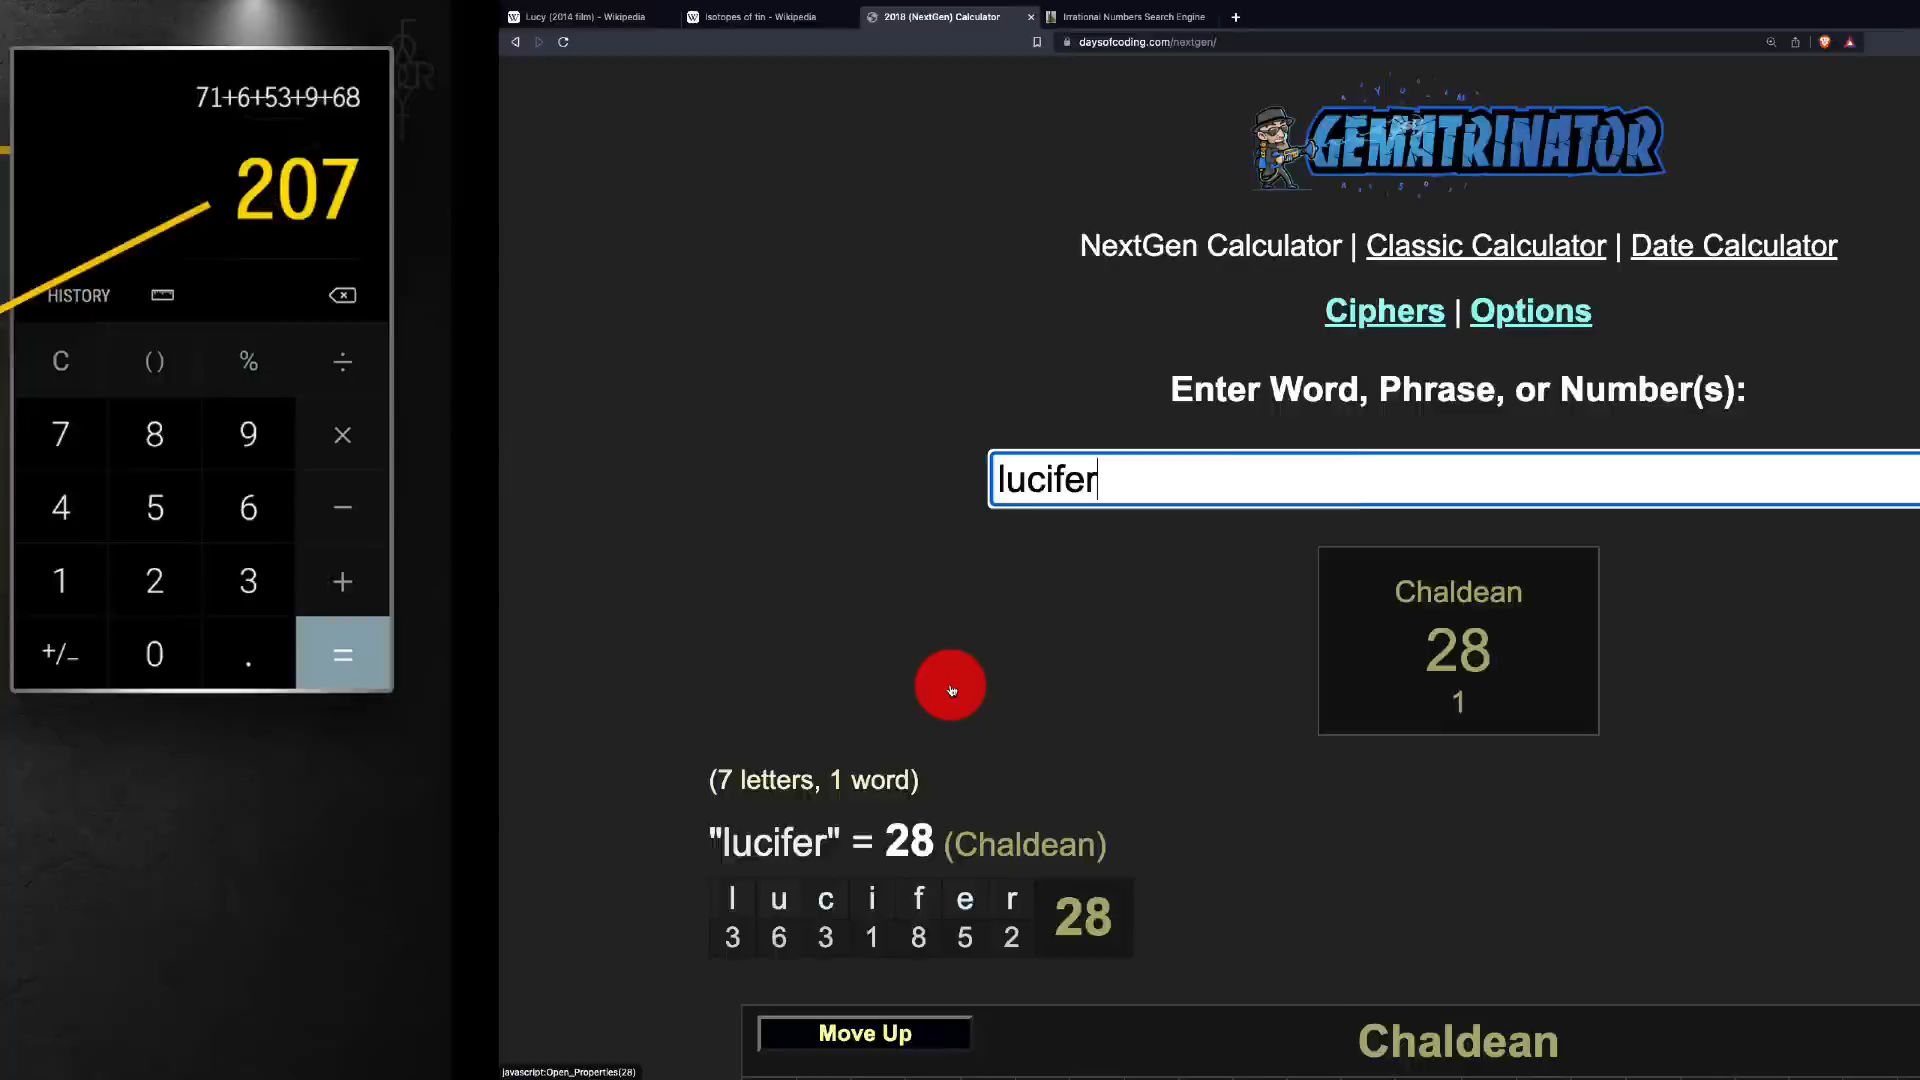 71+6+53+9+68
207
HISTORY
C ( ) % ÷
7 8 9 ×
4 5 6 −
1 2 3 +
+/− 0 . =
Lucy (2014 film) - Wikipedia
Isotopes of tin - Wikipedia
2018 (NextGen) Calculator
Irrational Numbers Search Engine
daysofcoding.com/nextgen/
GEMATRINATOR
NextGen Calculator | Classic Calculator | Date Calculator
Ciphers | Options
Enter Word, Phrase, or Number(s):
lucifer
Chaldean
28
1
(7 letters, 1 word)
"lucifer" = 28 (Chaldean)
l u c i f e r
3 6 3 1 8 5 2
28
Move Up
Chaldean
javascript:Open_Properties(28)